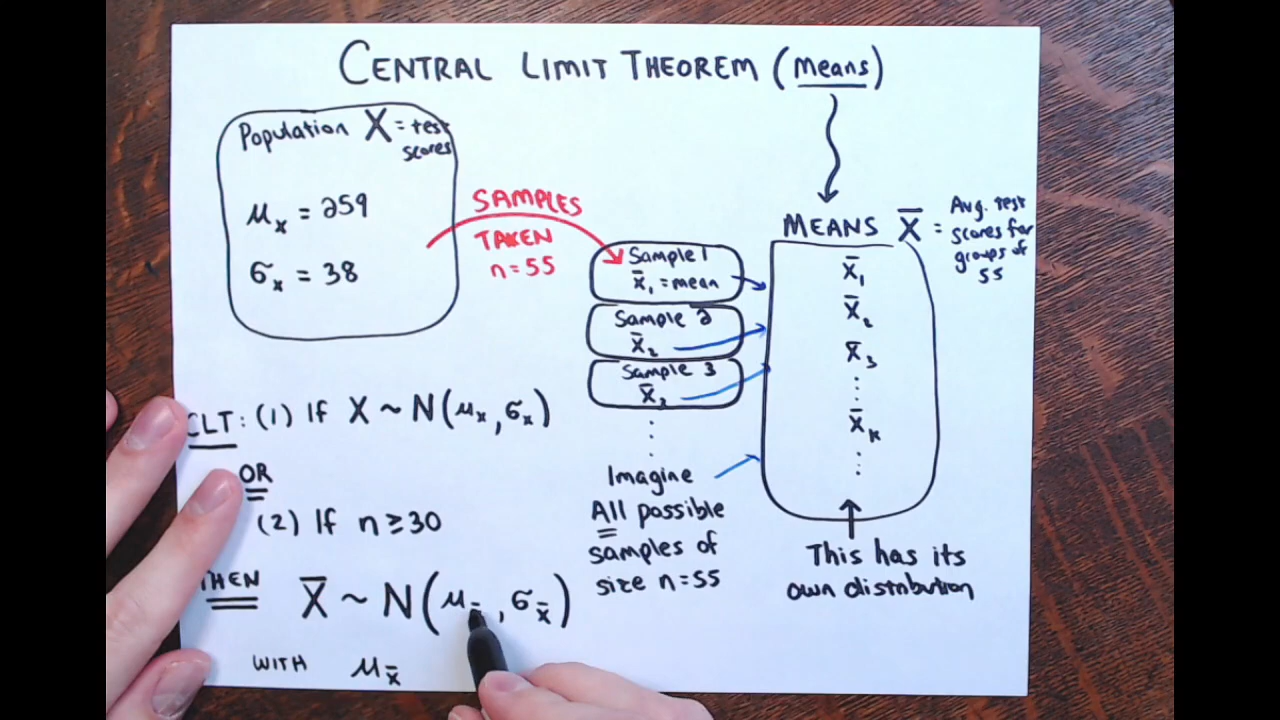 CENTRAL LIMIT THEOREM (means)
Population X = test
scores
μx = 259
σx = 38
SAMPLES
TAKEN
n = 55
Sample 1
x̄₁ = mean
Sample 2
x̄₂
Sample 3
x̄₃
⋮
Imagine
All possible
samples of
size n = 55
MEANS X̄ = Avg. test
scores for
groups of
55
x̄₁
x̄₂
x̄₃
⋮
x̄ₖ
⋮
This has its
own distribution
CLT: (1) If X ~ N(μx, σx)
OR
(2) If n ≥ 30
THEN X̄ ~ N(μx̄, σx̄)
WITH μx̄